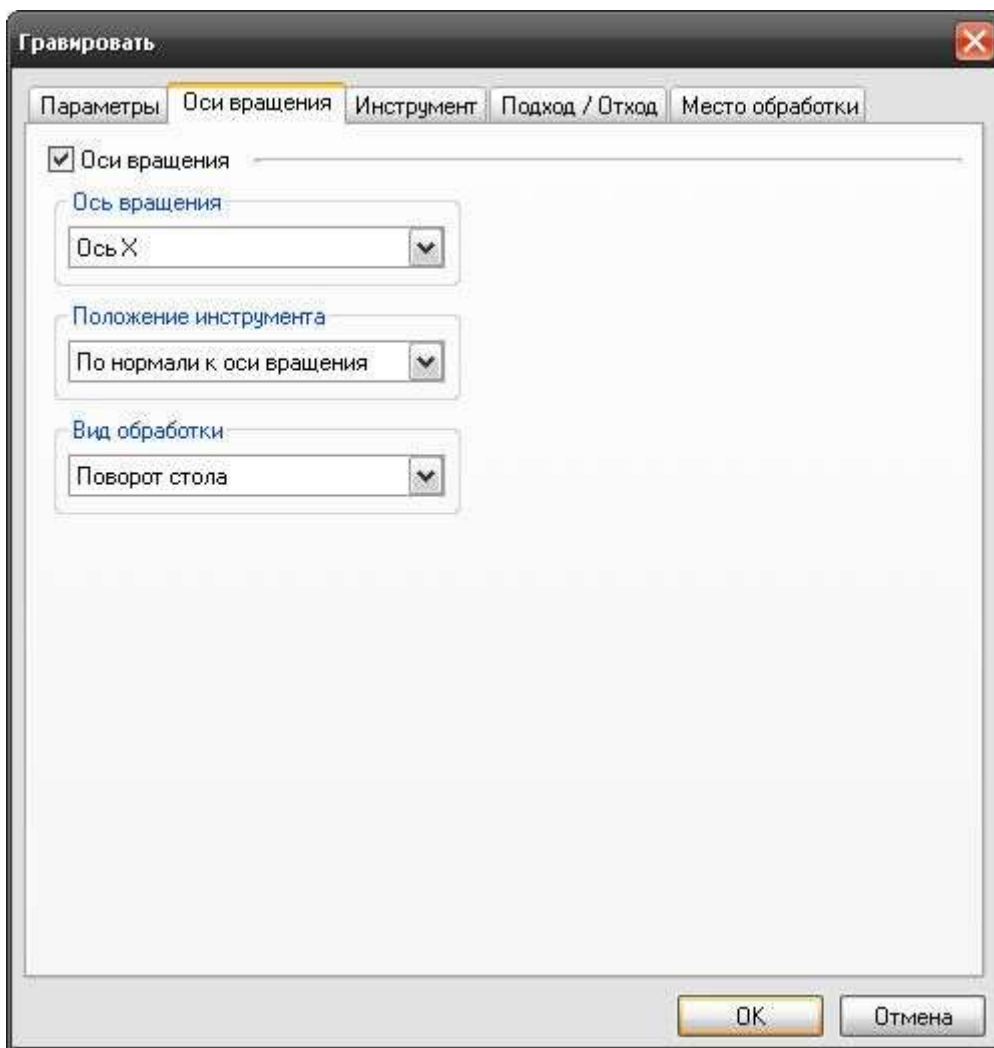 Гравировать
Параметры Оси вращения Инструмент Подход / Отход Место обработки
Оси вращения
Ось вращения
Ось X
Положение инструмента
По нормали к оси вращения
Вид обработки
Поворот стола
OK Отмена